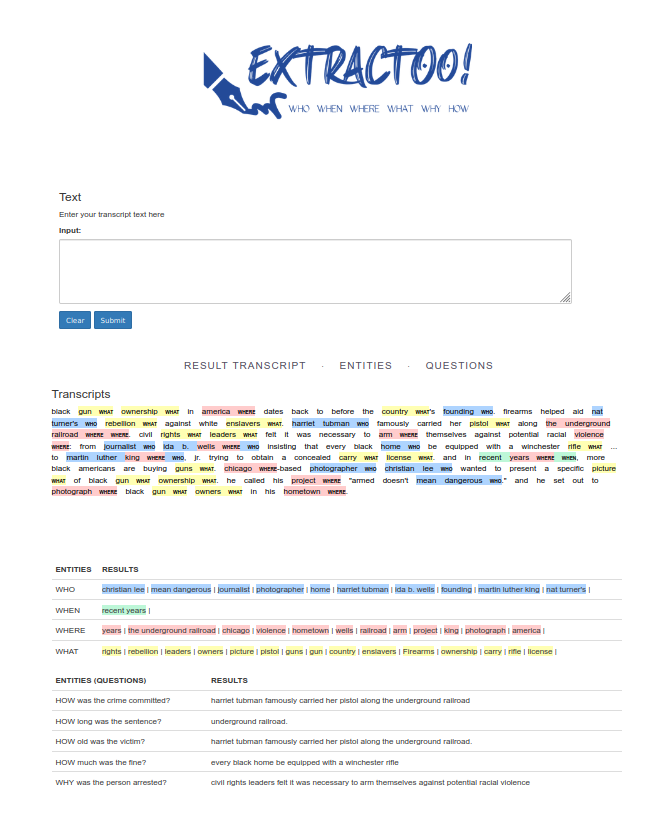 EXTRACTOO!
WHO WHEN WHERE WHAT WHY HOW
Text
Enter your transcript text here
Input:
Clear Submit
RESULT TRANSCRIPT · ENTITIES · QUESTIONS
Transcripts
black gun WHAT ownership WHAT in america WHERE dates back to before the country WHAT's founding WHO. firearms helped aid nat
turner's WHO rebellion WHAT against white enslavers WHAT. harriet tubman WHO famously carried her pistol WHAT along the underground
railroad WHERE WHERE. civil rights WHAT leaders WHAT felt it was necessary to arm WHERE themselves against potential racial violence
WHERE. from journalist WHO ida b. wells WHERE WHO insisting that every black home WHO be equipped with a winchester rifle WHAT ...
to martin luther king WHERE WHO, jr. trying to obtain a concealed carry WHAT license WHAT. and in recent years WHERE WHEN, more
black americans are buying guns WHAT. chicago WHERE-based photographer WHO christian lee WHO wanted to present a specific picture
WHAT of black gun WHAT ownership WHAT. he called his project WHERE "armed doesn't mean dangerous WHO." and he set out to
photograph WHERE black gun WHAT owners WHAT in his hometown WHERE.
ENTITIES RESULTS
WHO christian lee | mean dangerous | journalist | photographer | home | harriet tubman | ida b. wells | founding | martin luther king | nat turner's |
WHEN recent years |
WHERE years | the underground railroad | chicago | violence | hometown | wells | railroad | arm | project | king | photograph | america |
WHAT rights | rebellion | leaders | owners | picture | pistol | guns | gun | country | enslavers | Firearms | ownership | carry | rifle | license |
ENTITIES (QUESTIONS) RESULTS
HOW was the crime committed? harriet tubman famously carried her pistol along the underground railroad
HOW long was the sentence? underground railroad.
HOW old was the victim? harriet tubman famously carried her pistol along the underground railroad.
HOW much was the fine? every black home be equipped with a winchester rifle
WHY was the person arrested? civil rights leaders felt it was necessary to arm themselves against potential racial violence